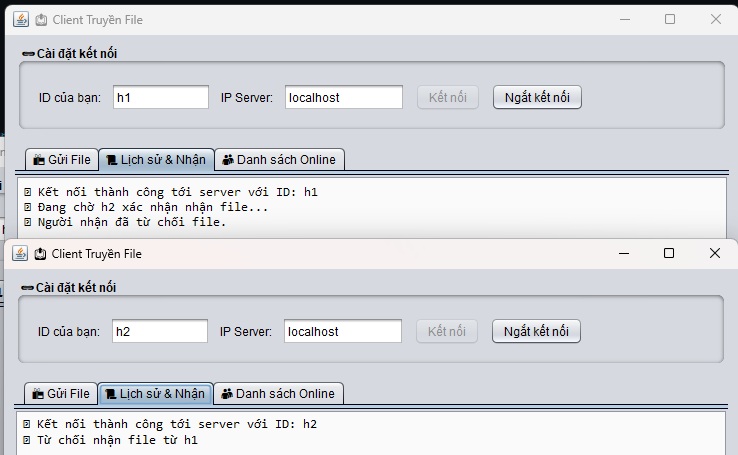 Client Truyền File
Cài đặt kết nối
ID của bạn: h1 IP Server: localhost Kết nối Ngắt kết nối
Gửi File Lịch sử & Nhận Danh sách Online
Kết nối thành công tới server với ID: h1
Đang chờ h2 xác nhận nhận file...
Người nhận đã từ chối file.
Client Truyền File
Cài đặt kết nối
ID của bạn: h2 IP Server: localhost Kết nối Ngắt kết nối
Gửi File Lịch sử & Nhận Danh sách Online
Kết nối thành công tới server với ID: h2
Từ chối nhận file từ h1